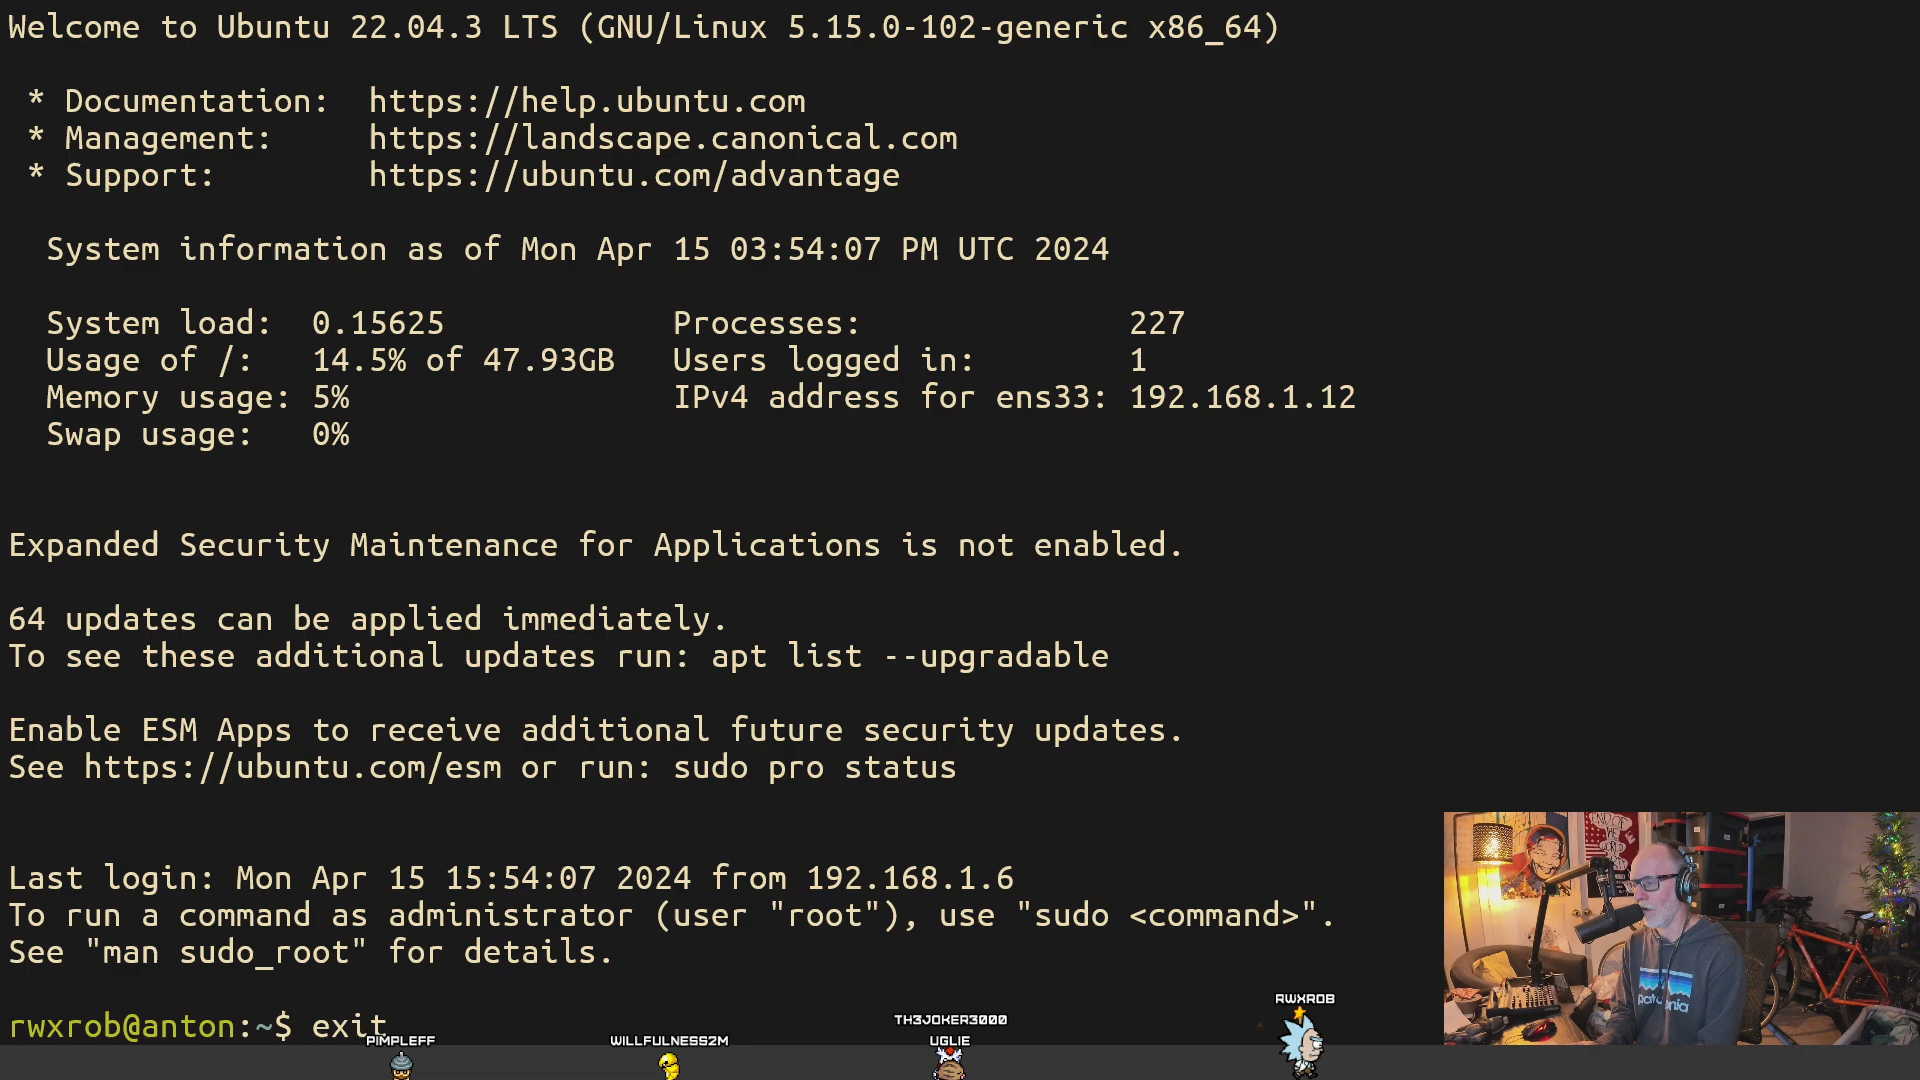 Welcome to Ubuntu 22.04.3 LTS (GNU/Linux 5.15.0-102-generic x86_64)
* Documentation:  https://help.ubuntu.com
* Management:     https://landscape.canonical.com
* Support:        https://ubuntu.com/advantage
System information as of Mon Apr 15 03:54:07 PM UTC 2024
System load:  0.15625            Processes:              227
Usage of /:   14.5% of 47.93GB   Users logged in:        1
Memory usage: 5%                 IPv4 address for ens33: 192.168.1.12
Swap usage:   0%
Expanded Security Maintenance for Applications is not enabled.
64 updates can be applied immediately.
To see these additional updates run: apt list --upgradable
Enable ESM Apps to receive additional future security updates.
See https://ubuntu.com/esm or run: sudo pro status
Last login: Mon Apr 15 15:54:07 2024 from 192.168.1.6
To run a command as administrator (user "root"), use "sudo <command>".
See "man sudo_root" for details.
rwxrob@anton:~$ exit
PIMPLEFF
WILLFULNESS2M
TH3JOKER3000
UGLIE
RWXROB
patagonia